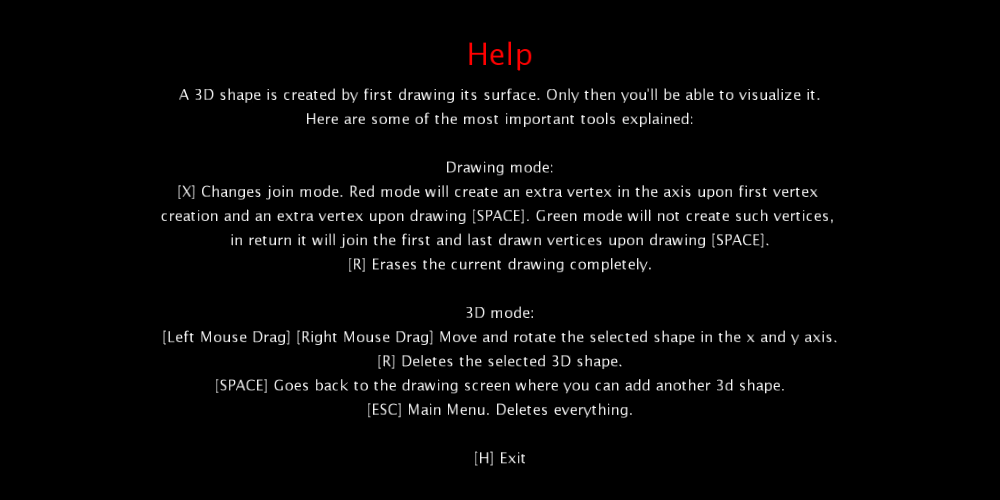 Help
A 3D shape is created by first drawing its surface. Only then you'll be able to visualize it.
Here are some of the most important tools explained:
Drawing mode:
[X] Changes join mode. Red mode will create an extra vertex in the axis upon first vertex
creation and an extra vertex upon drawing [SPACE]. Green mode will not create such vertices,
in return it will join the first and last drawn vertices upon drawing [SPACE].
[R] Erases the current drawing completely.
3D mode:
[Left Mouse Drag] [Right Mouse Drag] Move and rotate the selected shape in the x and y axis.
[R] Deletes the selected 3D shape.
[SPACE] Goes back to the drawing screen where you can add another 3d shape.
[ESC] Main Menu. Deletes everything.
[H] Exit